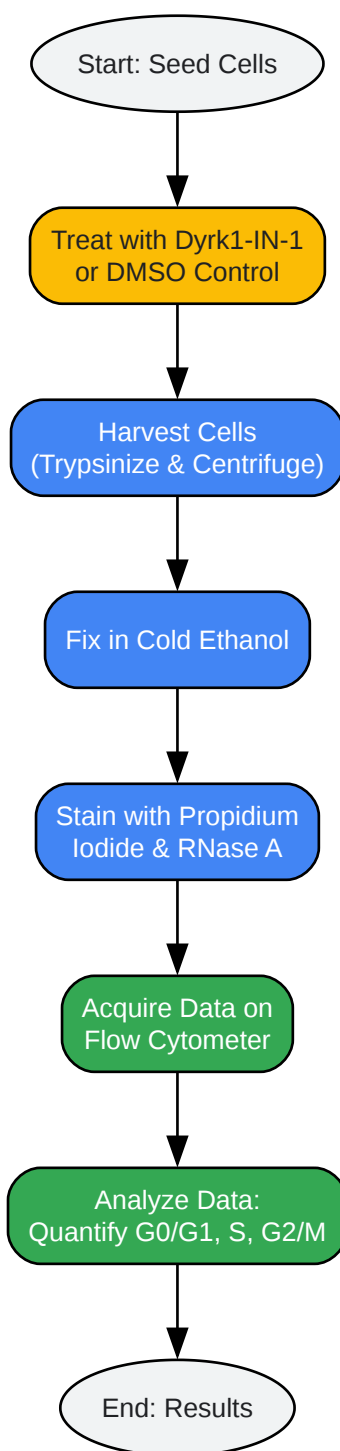 Start: Seed Cells
Treat with Dyrk1-IN-1
or DMSO Control
Harvest Cells
(Trypsinize & Centrifuge)
Fix in Cold Ethanol
Stain with Propidium
Iodide & RNase A
Acquire Data on
Flow Cytometer
Analyze Data:
Quantify G0/G1, S, G2/M
End: Results